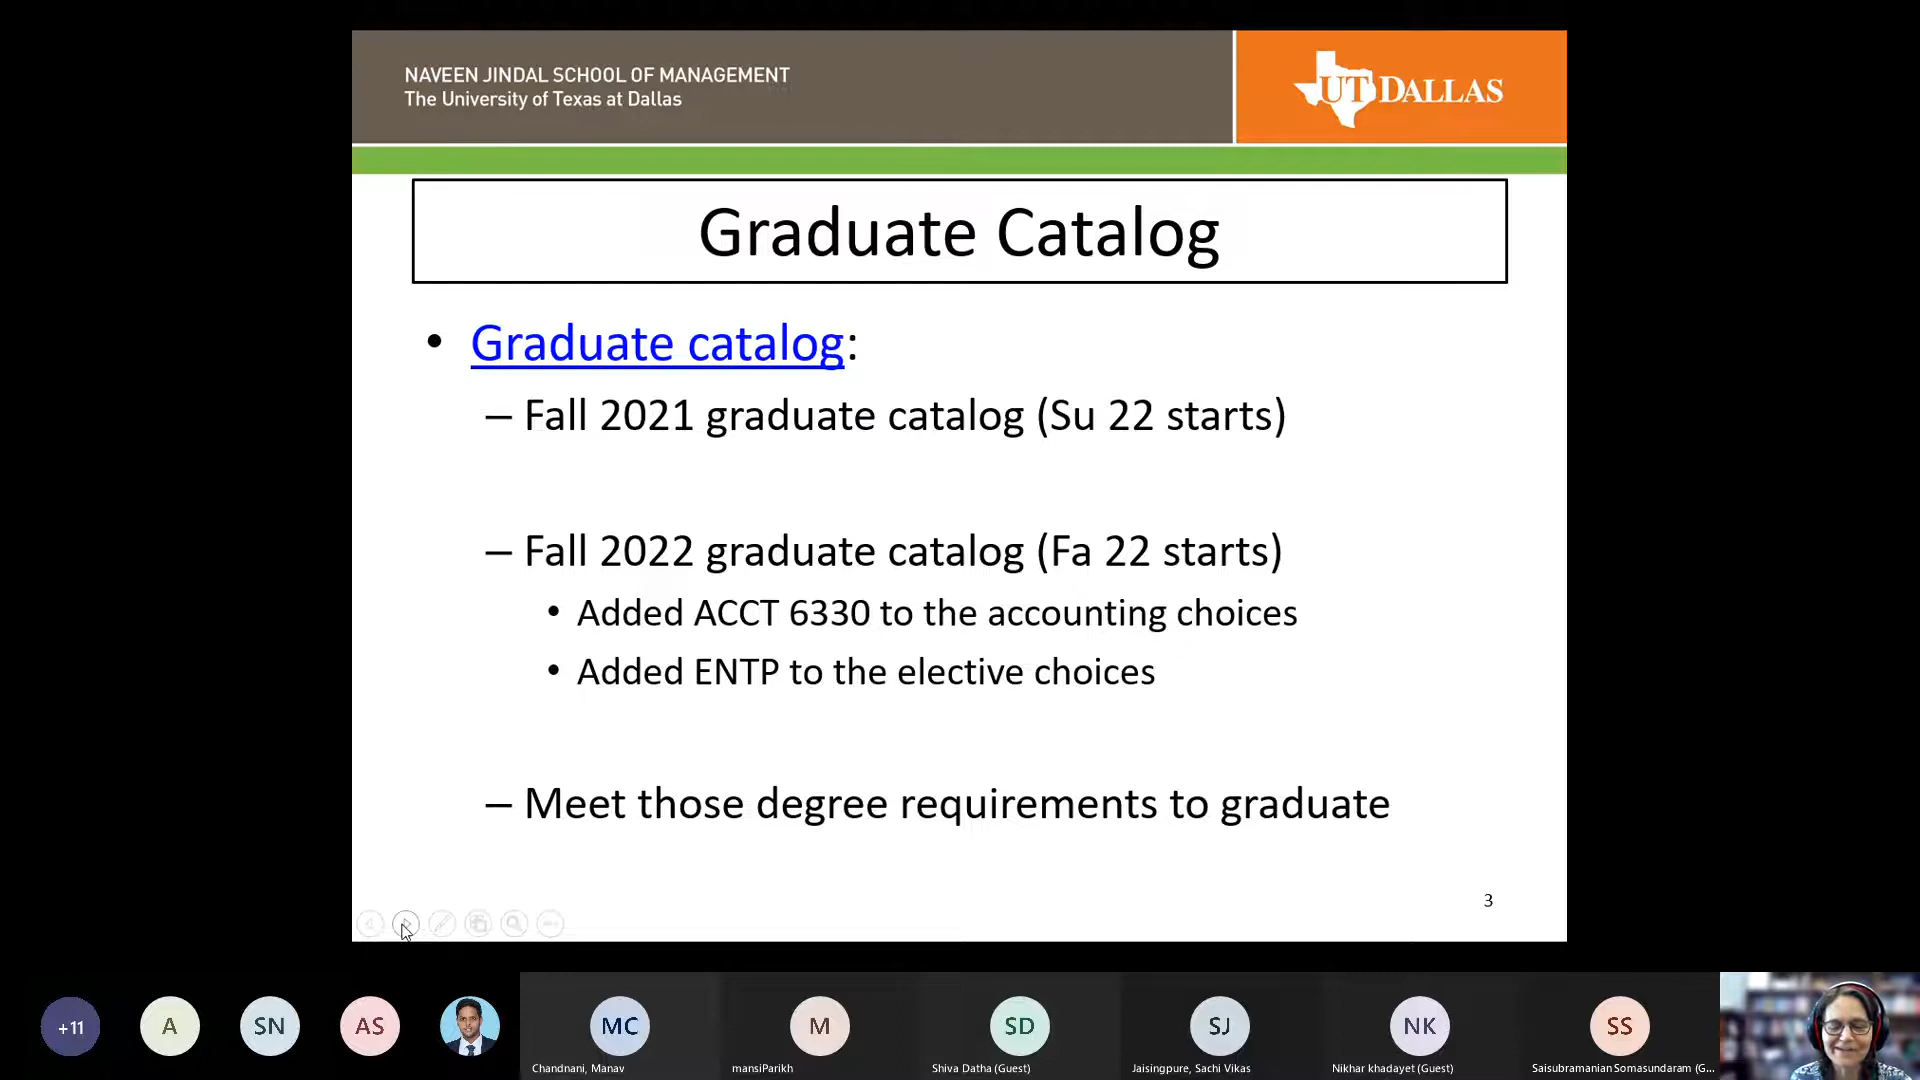 NAVEEN JINDAL SCHOOL OF MANAGEMENT
The University of Texas at Dallas
UT DALLAS
Graduate Catalog
• Graduate catalog:
– Fall 2021 graduate catalog (Su 22 starts)
– Fall 2022 graduate catalog (Fa 22 starts)
• Added ACCT 6330 to the accounting choices
• Added ENTP to the elective choices
– Meet those degree requirements to graduate
3
+11
A
SN
AS
MC
M
SD
SJ
NK
SS
Chandnani, Manav
mansiParikh
Shiva Datha (Guest)
Jaisingpure, Sachi Vikas
Nikhar khadayet (Guest)
Saisubramanian Somasundaram (G...